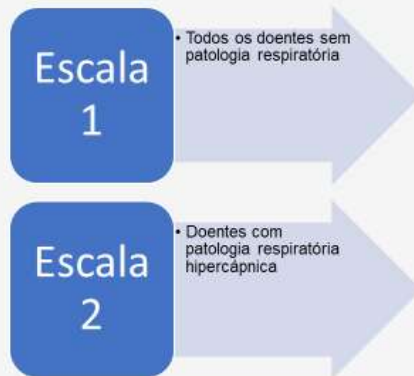 Escala
1
• Todos os doentes sem
patologia respiratória
Escala
2
• Doentes com
patologia respiratória
hipercápnica